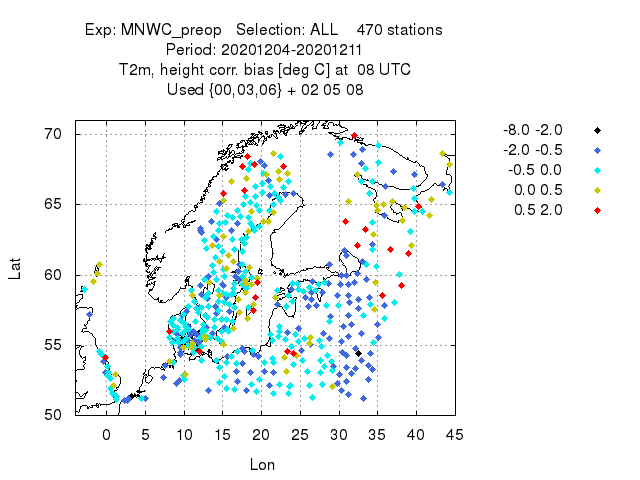 Exp: MNWC_preop   Selection: ALL    470 stations
Period: 20201204-20201211
T2m, height corr. bias [deg C] at  08 UTC
Used {00,03,06} + 02 05 08
-8.0 -2.0
-2.0 -0.5
-0.5 0.0
0.0 0.5
0.5 2.0
70
65
60
55
50
Lat
0 5 10 15 20 25 30 35 40 45
Lon